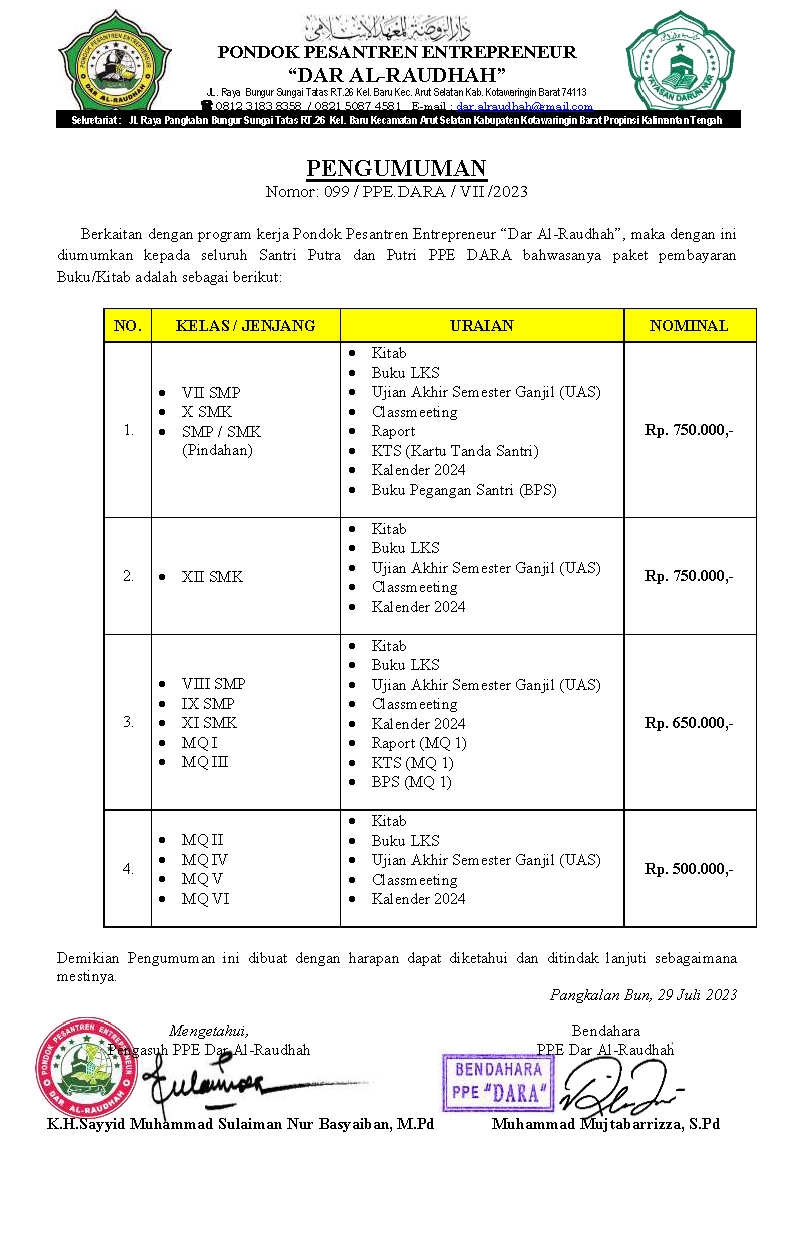 دار الروضة المعهد الإسلامي
PONDOK PESANTREN ENTREPRENEUR
“DAR AL-RAUDHAH”
JL. Raya Bungur Sungai Tatas RT.26 Kel. Baru Kec. Arut Selatan Kab. Kotawaringin Barat 74113
☎ 0812 3183 8358 / 0821 5087 4581 E-mail : dar.alraudhah@gmail.com
Sekretariat : Jl. Raya Pangkalan Bungur Sungai Tatas RT.26 Kel. Baru Kecamatan Arut Selatan Kabupaten Kotawaringin Barat Propinsi Kalimantan Tengah
PONDOK PESANTREN ENTREPRENEUR
DAR AL-RAUDHAH
YAYASAN DARUN NUR
PENGUMUMAN
Nomor: 099 / PPE.DARA / VII /2023
Berkaitan dengan program kerja Pondok Pesantren Entrepreneur “Dar Al-Raudhah”, maka dengan ini
diumumkan kepada seluruh Santri Putra dan Putri PPE DARA bahwasanya paket pembayaran
Buku/Kitab adalah sebagai berikut:
NO. KELAS / JENJANG URAIAN NOMINAL
1.
• VII SMP
• X SMK
• SMP / SMK
(Pindahan)
• Kitab
• Buku LKS
• Ujian Akhir Semester Ganjil (UAS)
• Classmeeting
• Raport
• KTS (Kartu Tanda Santri)
• Kalender 2024
• Buku Pegangan Santri (BPS)
Rp. 750.000,-
2.
• XII SMK
• Kitab
• Buku LKS
• Ujian Akhir Semester Ganjil (UAS)
• Classmeeting
• Kalender 2024
Rp. 750.000,-
3.
• VIII SMP
• IX SMP
• XI SMK
• MQ I
• MQ III
• Kitab
• Buku LKS
• Ujian Akhir Semester Ganjil (UAS)
• Classmeeting
• Kalender 2024
• Raport (MQ 1)
• KTS (MQ 1)
• BPS (MQ 1)
Rp. 650.000,-
4.
• MQ II
• MQ IV
• MQ V
• MQ VI
• Kitab
• Buku LKS
• Ujian Akhir Semester Ganjil (UAS)
• Classmeeting
• Kalender 2024
Rp. 500.000,-
Demikian Pengumuman ini dibuat dengan harapan dapat diketahui dan ditindak lanjuti sebagaimana
mestinya.
Pangkalan Bun, 29 Juli 2023
Mengetahui,
Pengasuh PPE Dar Al-Raudhah
PONDOK PESANTREN ENTREPRENEUR
DAR AL-RAUDHAH
K.H.Sayyid Muhammad Sulaiman Nur Basyaiban, M.Pd
Bendahara
PPE Dar Al-Raudhah
BENDAHARA
PPE "DARA"
Muhammad Mujtabarrizza, S.Pd